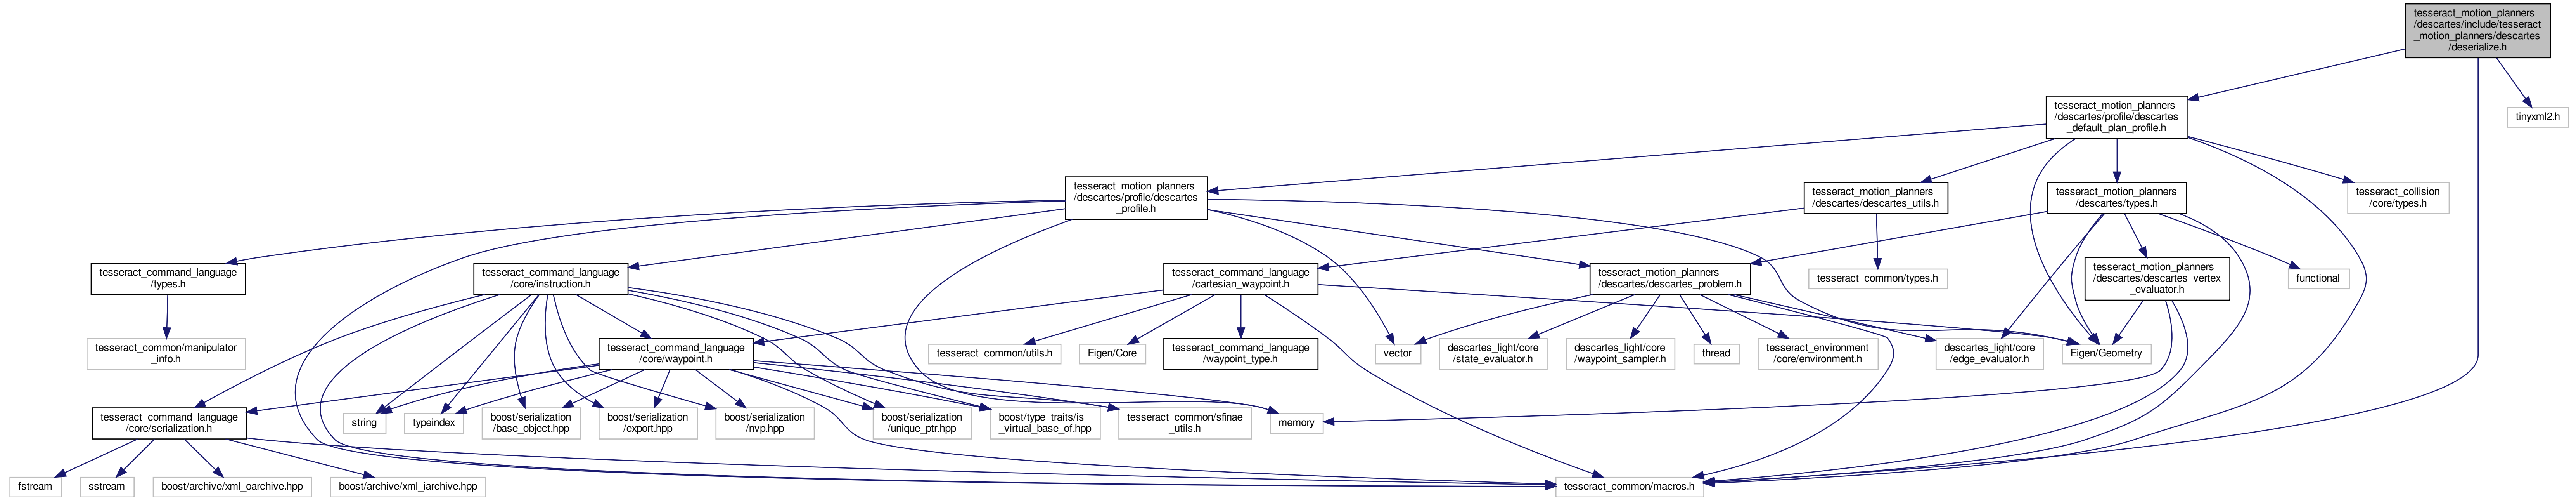 tesseract_motion_planners
/descartes/include/tesseract
_motion_planners/descartes
/deserialize.h
tesseract_motion_planners
/descartes/profile/descartes
_default_plan_profile.h
tinyxml2.h
tesseract_motion_planners
/descartes/profile/descartes
_profile.h
tesseract_motion_planners
/descartes/descartes_utils.h
tesseract_motion_planners
/descartes/types.h
tesseract_collision
/core/types.h
tesseract_command_language
/types.h
tesseract_command_language
/core/instruction.h
tesseract_command_language
/cartesian_waypoint.h
tesseract_motion_planners
/descartes/descartes_problem.h
tesseract_common/types.h
tesseract_motion_planners
/descartes/descartes_vertex
_evaluator.h
functional
tesseract_common/manipulator
_info.h
tesseract_command_language
/core/waypoint.h
tesseract_common/utils.h
Eigen/Core
tesseract_command_language
/waypoint_type.h
vector
descartes_light/core
/state_evaluator.h
descartes_light/core
/waypoint_sampler.h
thread
tesseract_environment
/core/environment.h
descartes_light/core
/edge_evaluator.h
Eigen/Geometry
tesseract_command_language
/core/serialization.h
string
typeindex
boost/serialization
/base_object.hpp
boost/serialization
/export.hpp
boost/serialization
/nvp.hpp
boost/serialization
/unique_ptr.hpp
boost/type_traits/is
_virtual_base_of.hpp
tesseract_common/sfinae
_utils.h
memory
fstream
sstream
boost/archive/xml_oarchive.hpp
boost/archive/xml_iarchive.hpp
tesseract_common/macros.h